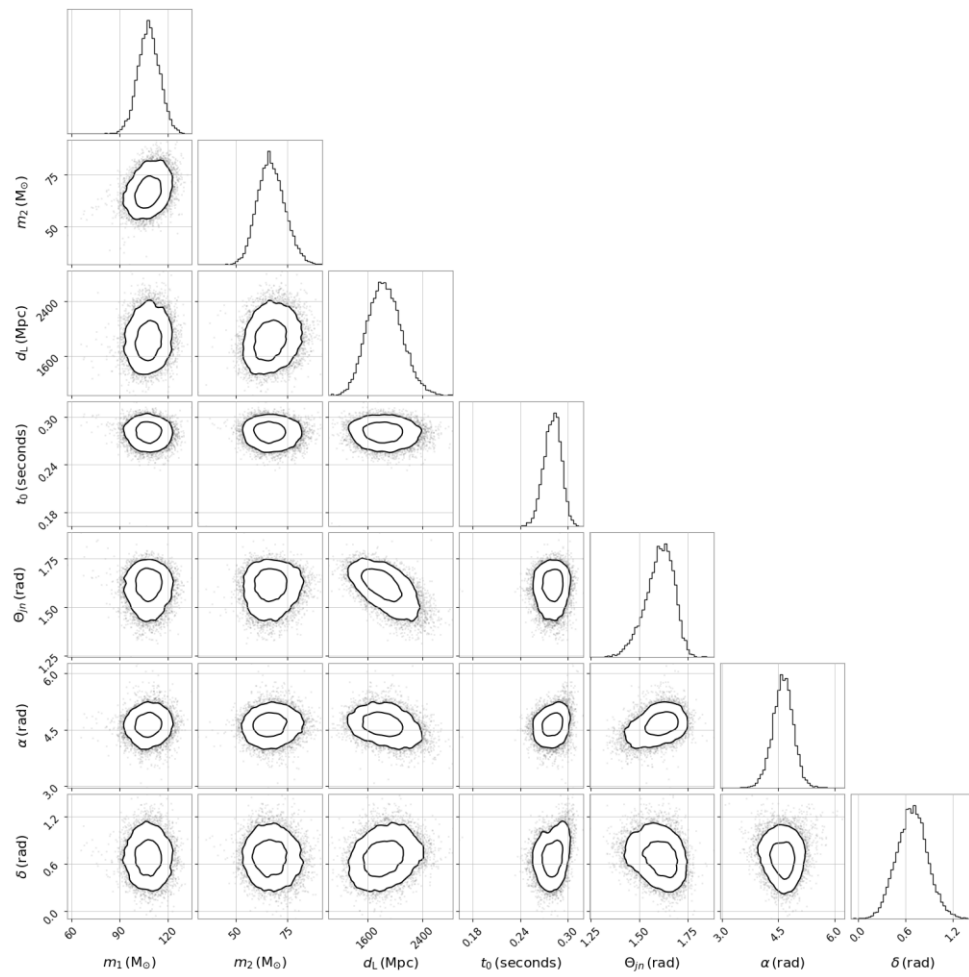 m₂ (M⊙)
75
50
d_L (Mpc)
2400
1600
t₀ (seconds)
0.30
0.24
0.18
Θ_jn (rad)
1.75
1.50
1.25
α (rad)
6.0
4.5
3.0
δ (rad)
1.2
0.6
0.0
60 90 120 50 75 1600 2400 0.18 0.24 0.30 1.25 1.50 1.75 3.0 4.5 6.0 0.0 0.6 1.2
m₁ (M⊙) m₂ (M⊙) d_L (Mpc) t₀ (seconds) Θ_jn (rad) α (rad) δ (rad)